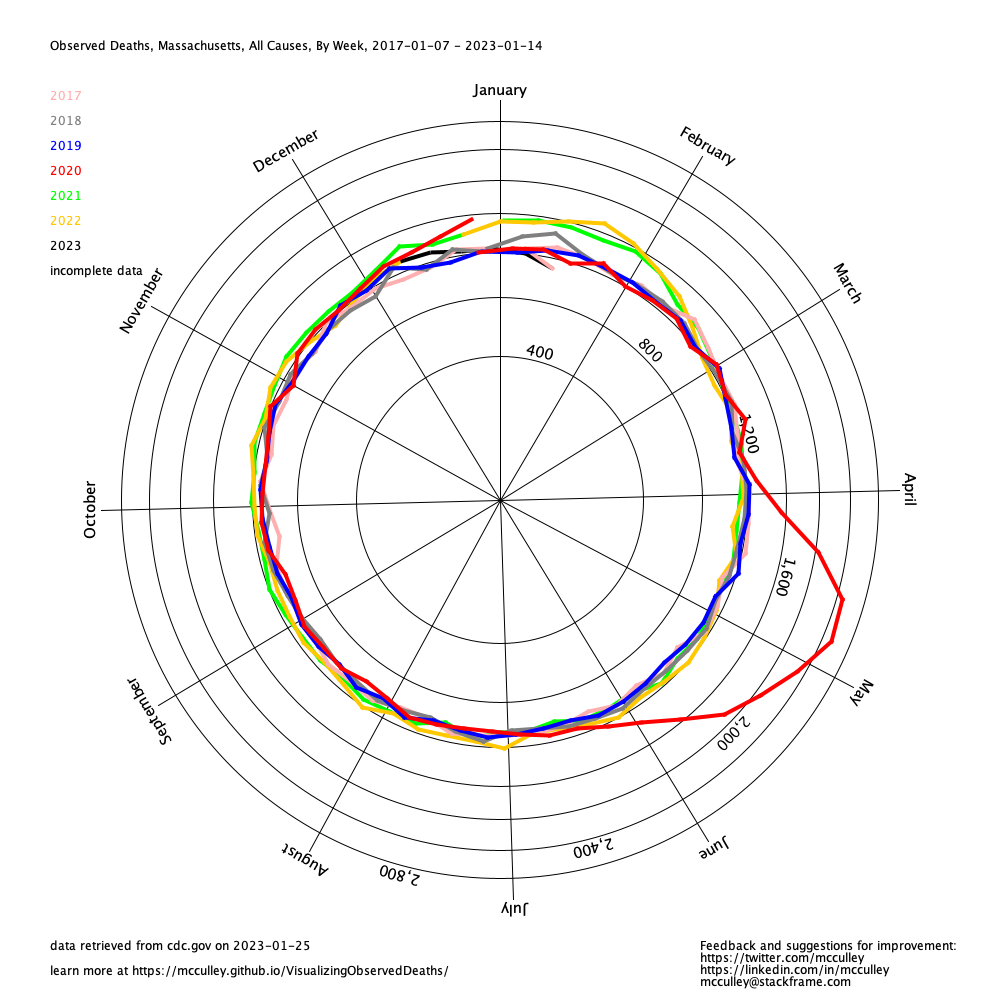 Observed Deaths, Massachusetts, All Causes, By Week, 2017-01-07 - 2023-01-14
2017
2018
2019
2020
2021
2022
2023
incomplete data
January
February
March
April
May
June
July
August
September
October
November
December
400
800
1,200
1,600
2,000
2,400
2,800
data retrieved from cdc.gov on 2023-01-25
learn more at https://mcculley.github.io/VisualizingObservedDeaths/
Feedback and suggestions for improvement:
https://twitter.com/mcculley
https://linkedin.com/in/mcculley
mcculley@stackframe.com